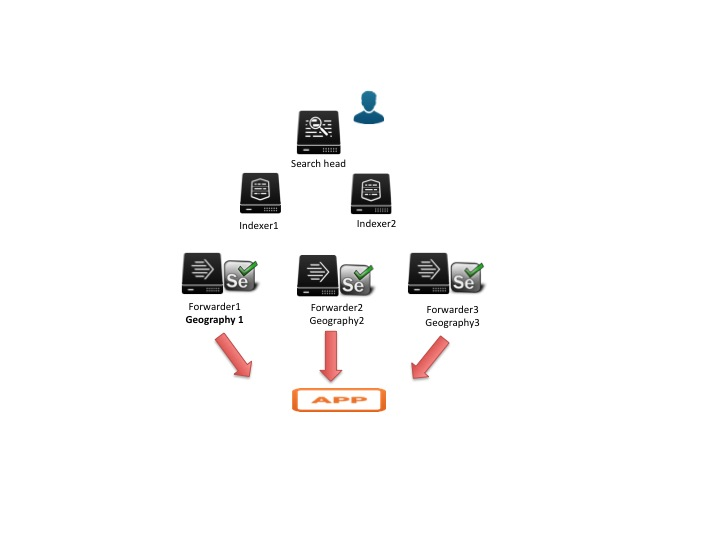 Search head
Indexer1
Indexer2
Se
Se
Se
Forwarder1
Geography 1
Forwarder2
Geography2
Forwarder3
Geography3
APP